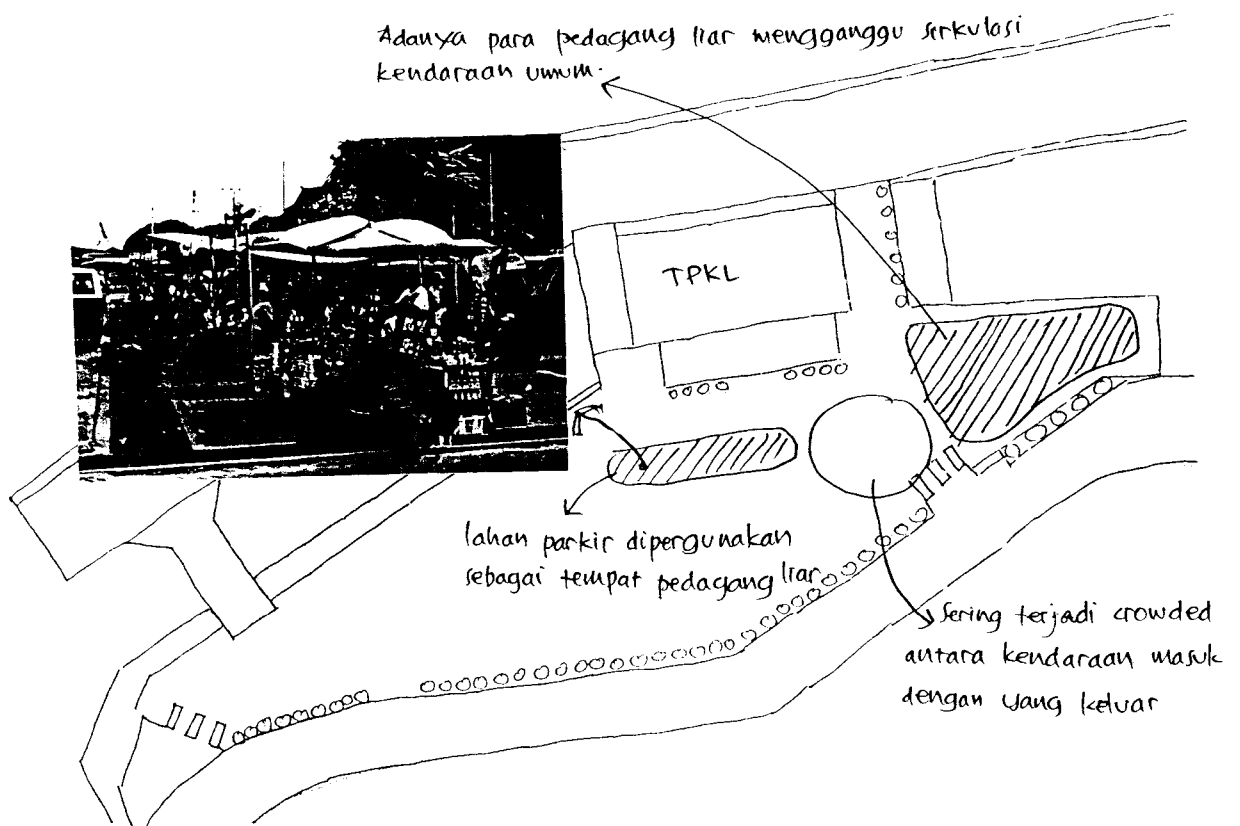 Adanya para pedagang liar mengganggu sirkulasi
kendaraan umum.
TPKL
lahan parkir dipergunakan
sebagai tempat pedagang liar
Sering terjadi crowded
antara kendaraan masuk
dengan yang keluar